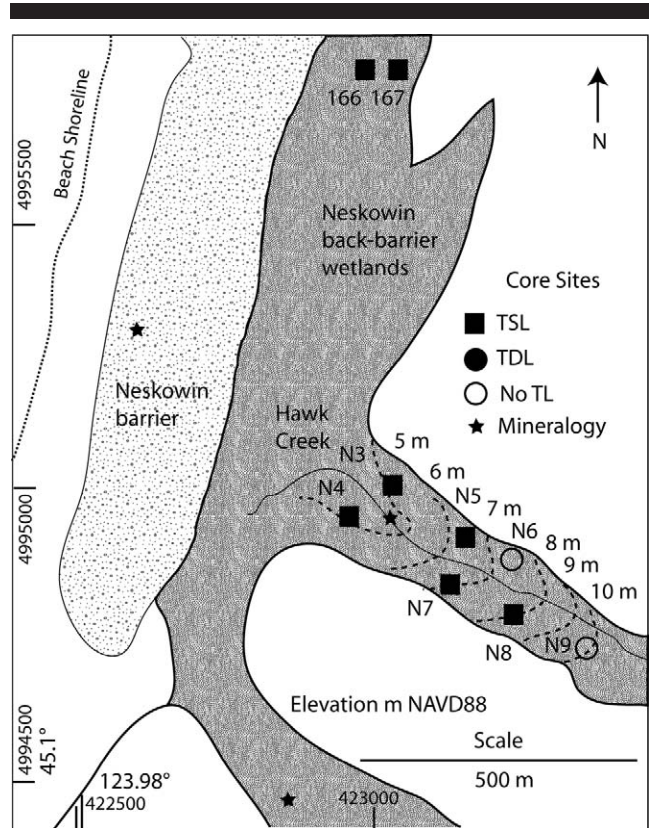 166 167
N
4995500
Beach Shoreline
Neskowin
back-barrier
wetlands
Core Sites
TSL
TDL
No TL
Mineralogy
Neskowin
barrier
Hawk
Creek
N3
5 m
6 m
N4
N5
7 m
N6
8 m
9 m
10 m
4995000
N7
N8
N9
Elevation m NAVD88
Scale
500 m
4994500
45.1°
123.98°
422500
423000